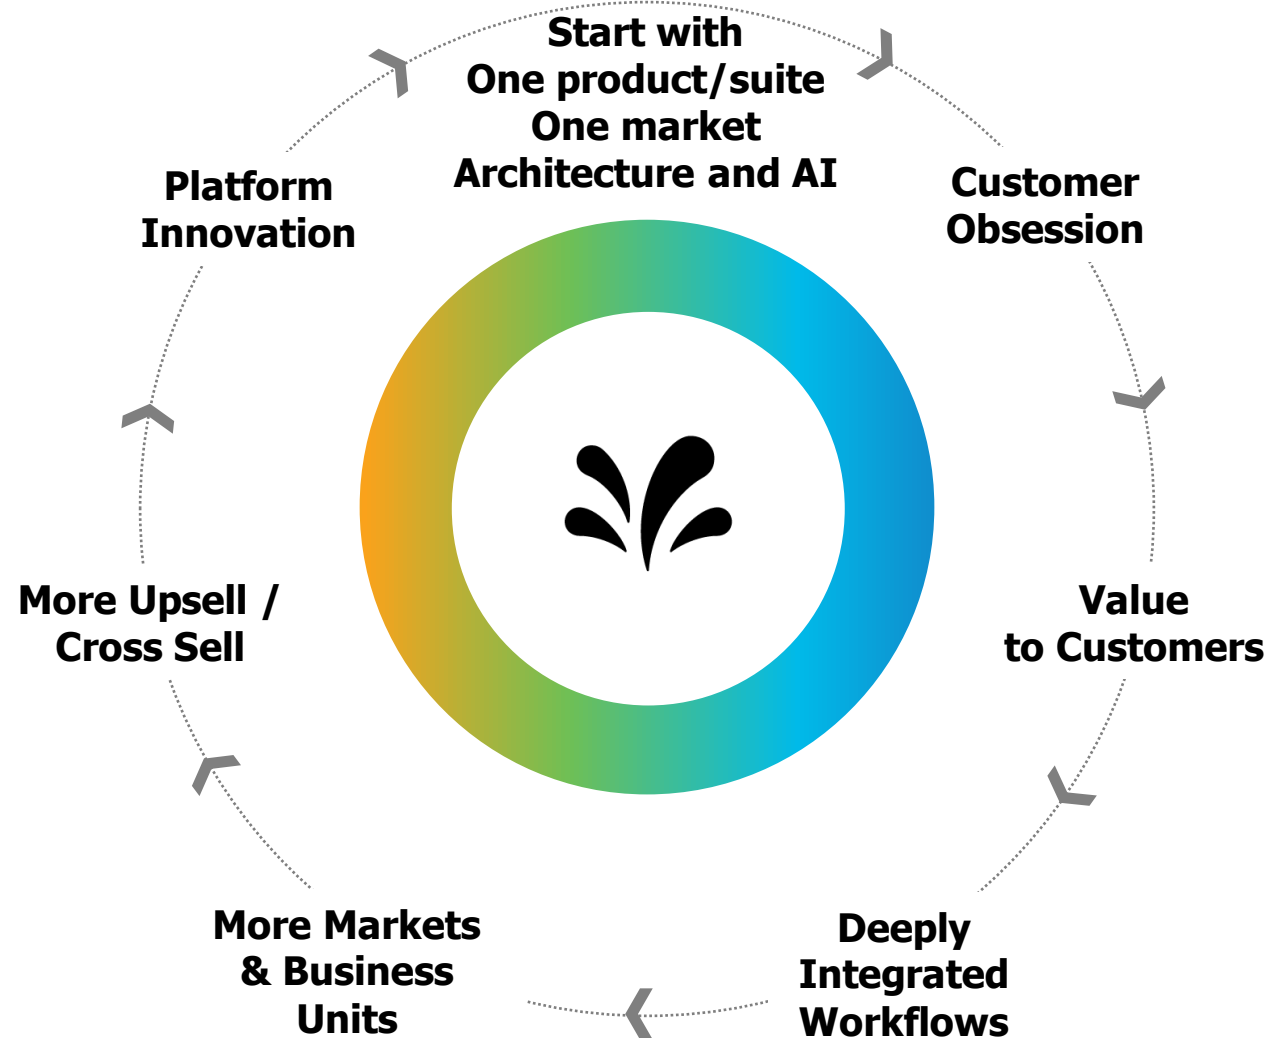 Start with
One product/suite
One market
Architecture and AI
Customer
Obsession
Value
to Customers
Deeply
Integrated
Workflows
More Markets
& Business
Units
More Upsell /
Cross Sell
Platform
Innovation